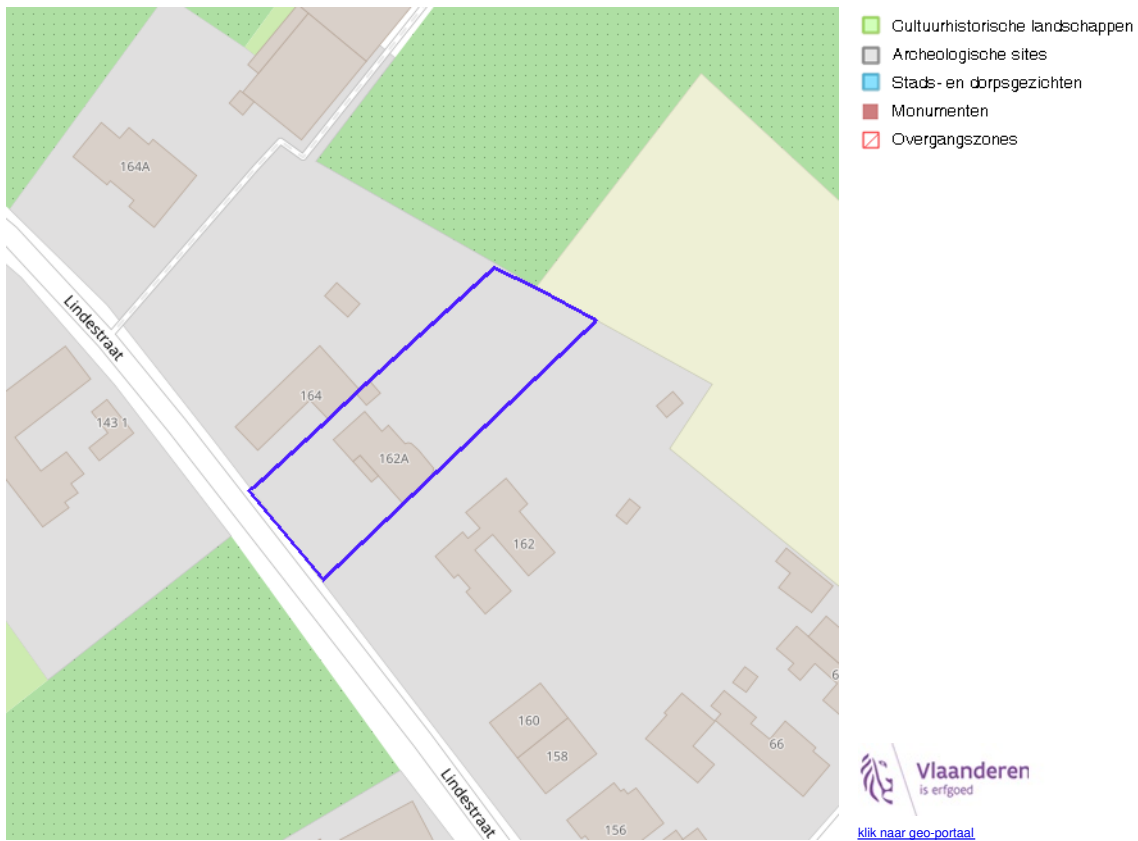 Cultuurhistorische landschappen
Archeologische sites
Stads- en dorpsgezichten
Monumenten
Overgangszones
164A
Lindestraat
164
143 1
162A
162
160
158
66
6
156
Lindestraat
Vlaanderen
is erfgoed
klik naar geo-portaal